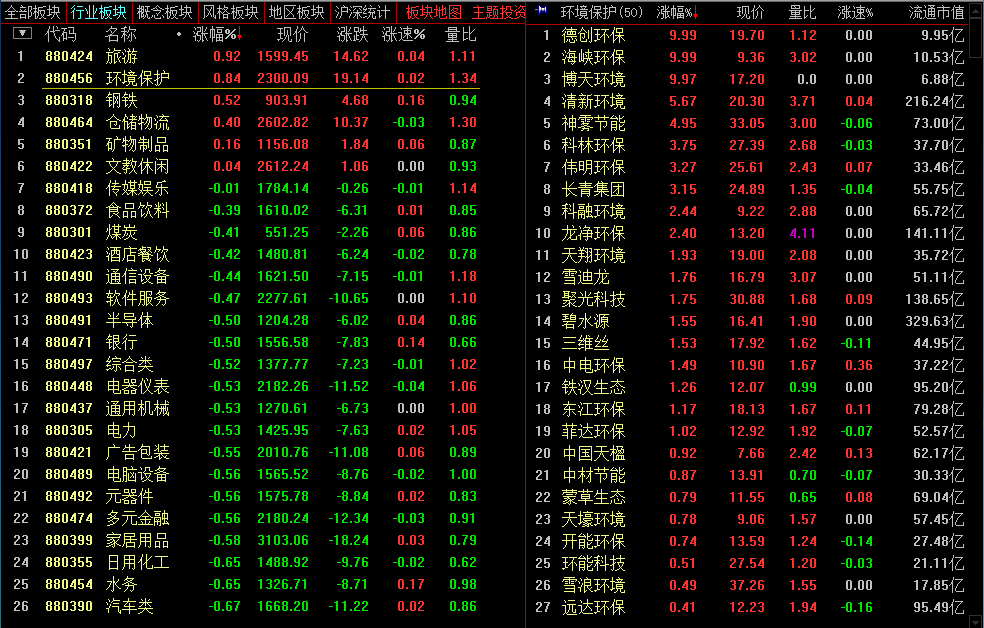 全部板块 行业板块 概念板块 风格板块 地区板块 沪深统计 板块地图 主题投资
代码 名称 涨幅%↓ 现价 涨跌 涨速% 量比
1 880424 旅游 0.92 1599.45 14.62 0.04 1.11
2 880456 环境保护 0.84 2300.09 19.14 0.02 1.34
3 880318 钢铁 0.52 903.91 4.68 0.16 0.94
4 880464 仓储物流 0.40 2602.82 10.37 -0.03 1.30
5 880351 矿物制品 0.16 1156.08 1.84 0.06 0.87
6 880422 文教休闲 0.04 2612.24 1.06 0.00 0.93
7 880418 传媒娱乐 -0.01 1784.14 -0.26 -0.01 1.14
8 880372 食品饮料 -0.39 1610.02 -6.31 0.01 0.85
9 880301 煤炭 -0.41 551.25 -2.26 0.06 0.86
10 880423 酒店餐饮 -0.42 1480.81 -6.24 -0.02 0.78
11 880490 通信设备 -0.44 1621.50 -7.15 -0.01 1.18
12 880493 软件服务 -0.47 2277.61 -10.65 0.00 1.10
13 880491 半导体 -0.50 1204.28 -6.02 0.04 0.86
14 880471 银行 -0.50 1556.58 -7.83 0.14 0.66
15 880497 综合类 -0.52 1377.77 -7.23 -0.01 1.02
16 880448 电器仪表 -0.53 2182.26 -11.52 -0.04 1.06
17 880437 通用机械 -0.53 1270.61 -6.73 0.00 1.00
18 880305 电力 -0.53 1425.95 -7.63 0.02 1.05
19 880421 广告包装 -0.55 2010.76 -11.08 0.06 0.89
20 880489 电脑设备 -0.56 1565.52 -8.76 -0.02 1.00
21 880492 元器件 -0.56 1575.78 -8.84 0.02 0.83
22 880474 多元金融 -0.56 2180.24 -12.34 -0.03 0.91
23 880399 家居用品 -0.58 3103.06 -18.24 0.03 0.79
24 880355 日用化工 -0.65 1488.92 -9.76 -0.02 0.62
25 880454 水务 -0.65 1326.71 -8.71 0.17 0.98
26 880390 汽车类 -0.67 1668.20 -11.22 0.02 0.86
环境保护(50) 涨幅%↓ 现价 量比 涨速% 流通市值
1 德创环保 9.99 19.70 1.12 0.00 9.95亿
2 海峡环保 9.99 9.36 3.02 0.00 10.53亿
3 博天环境 9.97 17.20 0.0 0.00 6.88亿
4 清新环境 5.67 20.30 3.71 0.04 216.24亿
5 神雾节能 4.95 33.05 3.00 -0.06 73.00亿
6 科林环保 3.75 27.39 2.68 -0.03 37.70亿
7 伟明环保 3.27 25.61 2.43 0.07 33.46亿
8 长青集团 3.15 24.89 1.35 -0.04 55.75亿
9 科融环境 2.44 9.22 2.88 0.00 65.72亿
10 龙净环保 2.40 13.20 4.11 0.00 141.11亿
11 天翔环境 1.93 19.00 2.08 0.00 35.72亿
12 雪迪龙 1.76 16.79 3.07 0.00 51.11亿
13 聚光科技 1.75 30.88 1.68 0.09 138.65亿
14 碧水源 1.55 16.41 1.90 0.00 329.63亿
15 三维丝 1.53 17.92 1.62 -0.11 44.95亿
16 中电环保 1.49 10.90 1.67 0.36 37.22亿
17 铁汉生态 1.26 12.07 0.99 0.00 95.20亿
18 东江环保 1.17 18.13 1.67 0.11 79.28亿
19 菲达环保 1.02 12.92 1.92 -0.07 52.57亿
20 中国天楹 0.92 7.66 2.42 0.13 62.17亿
21 中材节能 0.87 13.91 0.70 -0.07 30.33亿
22 蒙草生态 0.79 11.55 0.65 0.08 69.04亿
23 天壕环境 0.78 9.06 1.57 0.00 57.45亿
24 开能环保 0.74 13.59 1.24 -0.14 27.48亿
25 环能科技 0.51 27.54 1.20 -0.03 21.11亿
26 雪浪环境 0.49 37.26 1.55 0.00 17.85亿
27 远达环保 0.41 12.23 1.94 -0.16 95.49亿